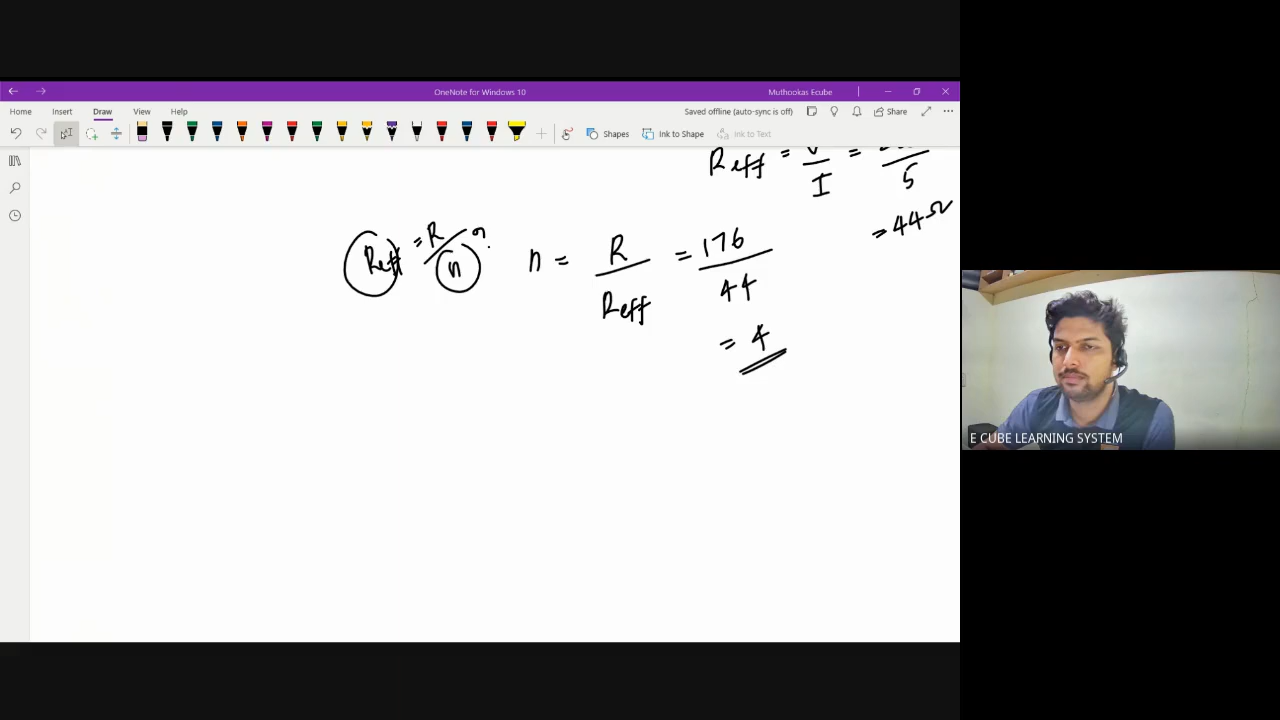 OneNote for Windows 10
Muthookas Ecube
Home Insert Draw View Help
Saved offline (auto-sync is off)
Share
Shapes
Ink to Shape
Ink to Text
Reff = V/I = /5
= 44Ω
Reff = R/n
n = R/Reff = 176/44
= 4
E CUBE LEARNING SYSTEM